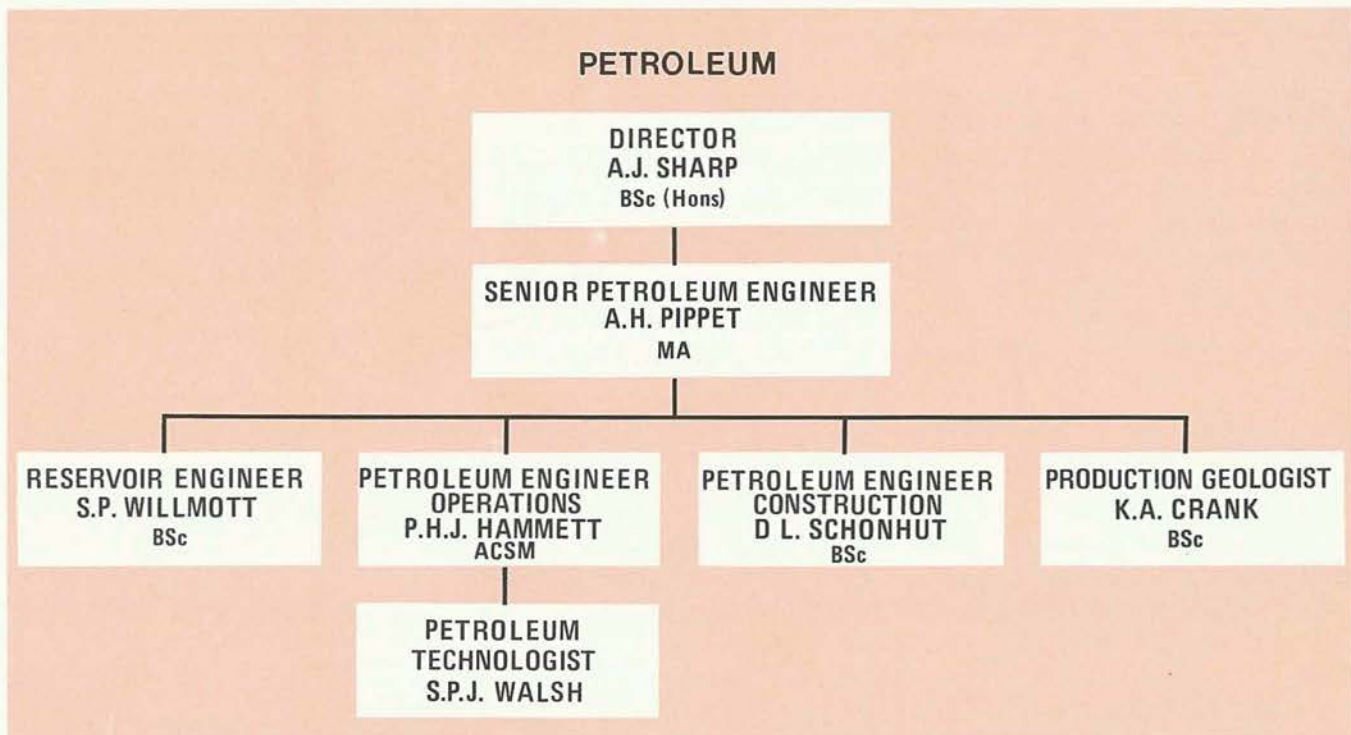 PETROLEUM
DIRECTOR
A.J. SHARP
BSc (Hons)
SENIOR PETROLEUM ENGINEER
A.H. PIPPET
MA
RESERVOIR ENGINEER
S.P. WILLMOTT
BSc
PETROLEUM ENGINEER
OPERATIONS
P.H.J. HAMMETT
ACSM
PETROLEUM ENGINEER
CONSTRUCTION
D L. SCHONHUT
BSc
PRODUCTION GEOLOGIST
K.A. CRANK
BSc
PETROLEUM
TECHNOLOGIST
S.P.J. WALSH